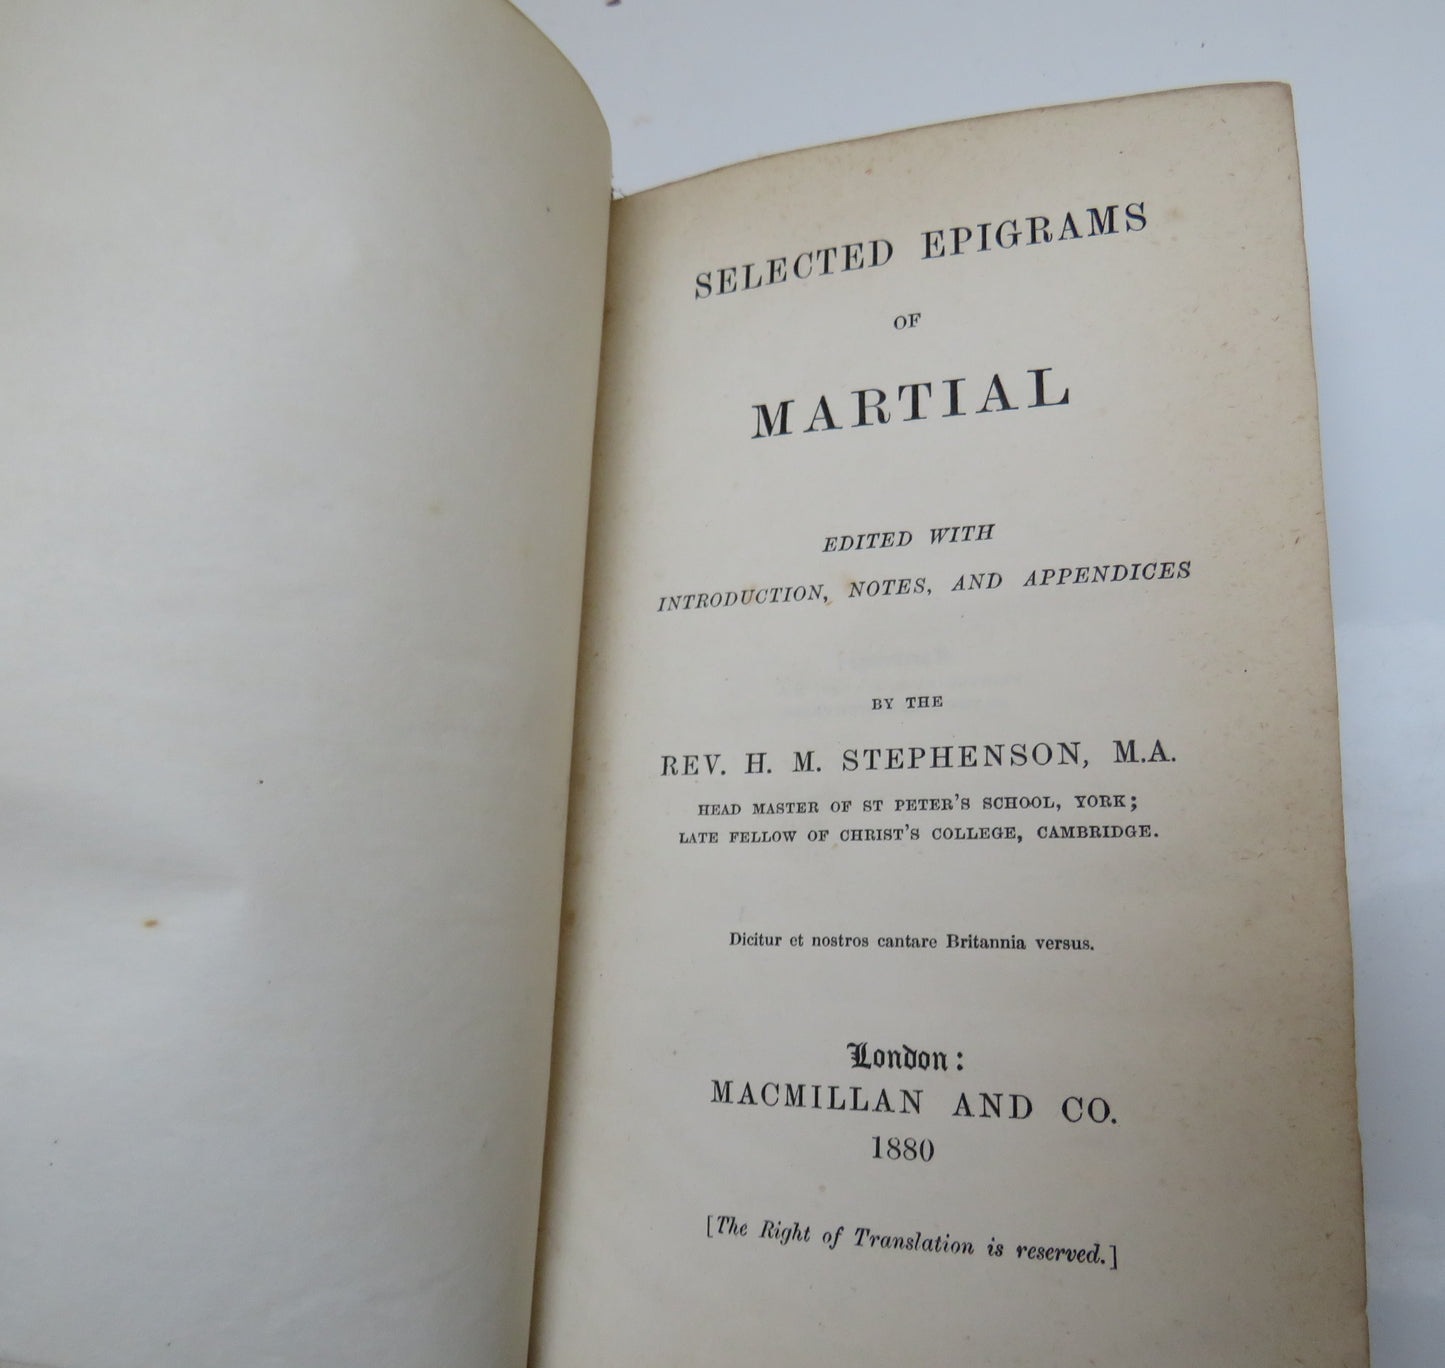 SELECTED EPIGRAMS
OF
MARTIAL
EDITED WITH
INTRODUCTION, NOTES, AND APPENDICES
BY THE
REV. H. M. STEPHENSON, M.A.
HEAD MASTER OF ST PETER'S SCHOOL, YORK;
LATE FELLOW OF CHRIST'S COLLEGE, CAMBRIDGE.
Dicitur et nostros cantare Britannia versus.
London:
MACMILLAN AND CO.
1880
[The Right of Translation is reserved.]